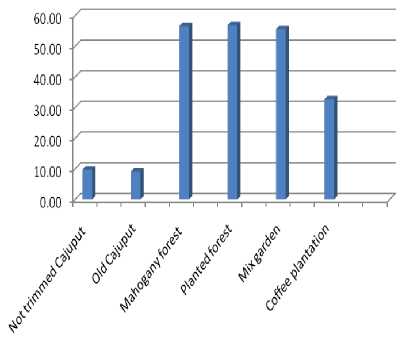 60.00
50.00
40.00
30.00
20.00
10.00
0.00
Not trimmed Cajuput
Old Cajuput
Mahogany forest
Planted forest
Mix garden
Coffee plantation